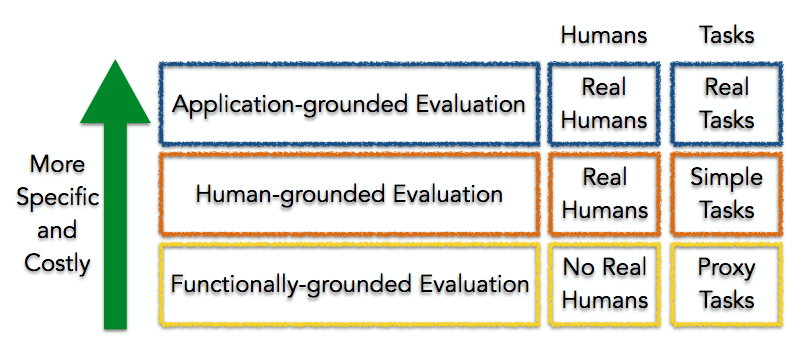 Humans Tasks
Application-grounded Evaluation
Real
Humans
Real
Tasks
More
Specific
and
Costly
Human-grounded Evaluation
Real
Humans
Simple
Tasks
Functionally-grounded Evaluation
No Real
Humans
Proxy
Tasks